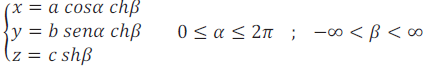 x = a cosα chβ
y = b senα chβ 0 ≤ α ≤ 2π ; −∞ < β < ∞
z = c shβ